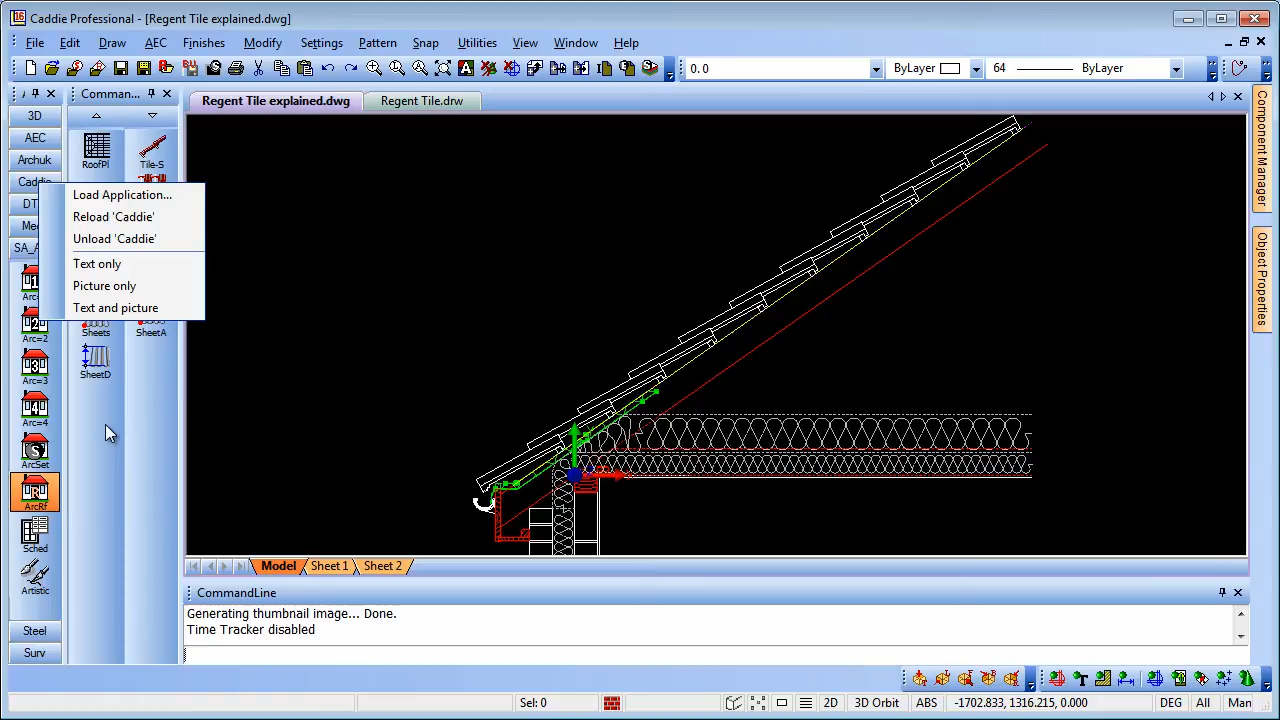 Caddie Professional - [Regent Tile explained.dwg]
File Edit Draw AEC Finishes Modify Settings Pattern Snap Utilities View Window Help
0. 0
ByLayer
64
ByLayer
Comman...
Regent Tile explained.dwg
Regent Tile.drw
3D
AEC
Archuk
Caddie
DT
Me
SA_A
Arc=
Arc=2
Arc=3
Arc=4
ArcSet
ArcRf
Sched
Artistic
Steel
Surv
RoofPl
Tile-S
Load Application...
Reload 'Caddie'
Unload 'Caddie'
Text only
Picture only
Text and picture
Sheets
SheetA
SheetD
Component Manager
Object Properties
Model
Sheet 1
Sheet 2
CommandLine
Generating thumbnail image... Done.
Time Tracker disabled
Sel: 0
2D
3D Orbit
ABS
-1702.833, 1316.215, 0.000
DEG
All
Man